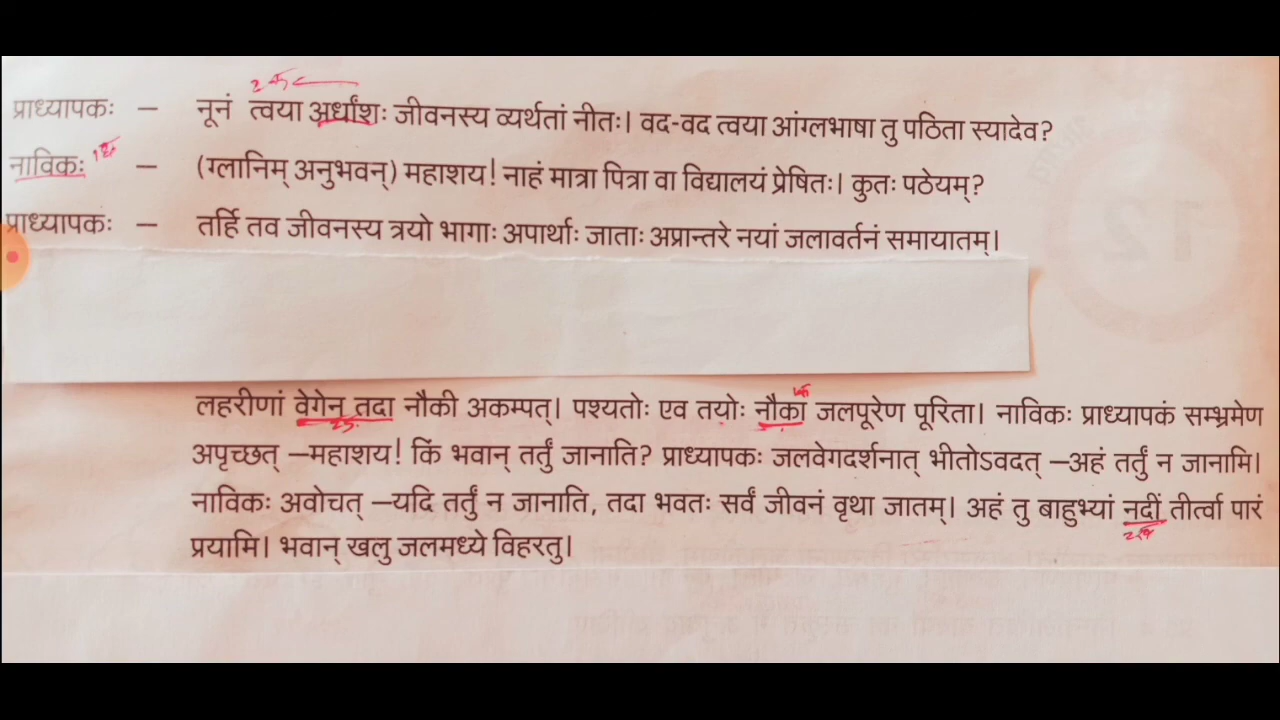 प्राध्यापकः — नूनं त्वया अर्धांशः जीवनस्य व्यर्थतां नीतः। वद-वद त्वया आंग्लभाषा तु पठिता स्यादेव?
नाविकः — (ग्लानिम् अनुभवन्) महाशय! नाहं मात्रा पित्रा वा विद्यालयं प्रेषितः। कुतः पठेयम्?
प्राध्यापकः — तर्हि तव जीवनस्य त्रयो भागाः अपार्थाः जाताः अप्रान्तरे नयां जलावर्तनं समायातम्।
लहरीणां वेगेन तदा नौकी अकम्पत्। पश्यतोः एव तयोः नौका जलपूरेण पूरिता। नाविकः प्राध्यापकं सम्भ्रमेण
अपृच्छत् —महाशय! किं भवान् तर्तुं जानाति? प्राध्यापकः जलवेगदर्शनात् भीतोऽवदत् —अहं तर्तुं न जानामि।
नाविकः अवोचत् —यदि तर्तुं न जानाति, तदा भवतः सर्वं जीवनं वृथा जातम्। अहं तु बाहुभ्यां नदीं तीर्त्वा पारं
प्रयामि। भवान् खलु जलमध्ये विहरतु।